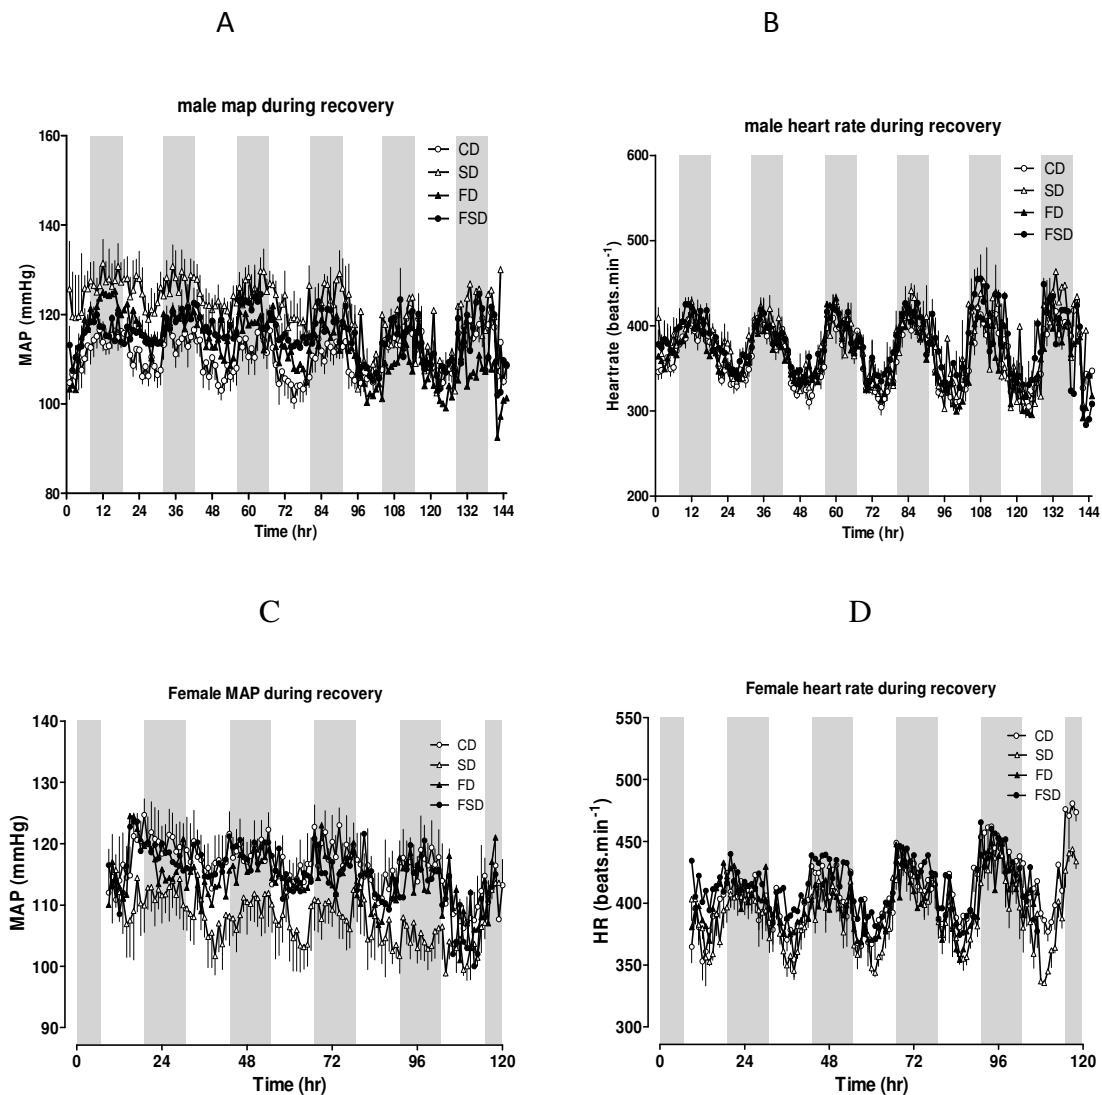 A
B
male map during recovery
160
140
120
100
80
MAP (mmHg)
CD
SD
FD
FSD
0 12 24 36 48 60 72 84 96 108 120 132 144
Time (hr)
male heart rate during recovery
600
500
400
300
200
Heartrate (beats.min⁻¹)
CD
SD
FD
FSD
0 12 24 36 48 60 72 84 96 108 120 132 144
Time (hr)
C
D
Female MAP during recovery
140
130
120
110
100
90
MAP (mmHg)
CD
SD
FD
FSD
0 24 48 72 96 120
Time (hr)
Female heart rate during recovery
550
500
450
400
350
300
HR (beats.min⁻¹)
CD
SD
FD
FSD
0 24 48 72 96 120
Time (hr)